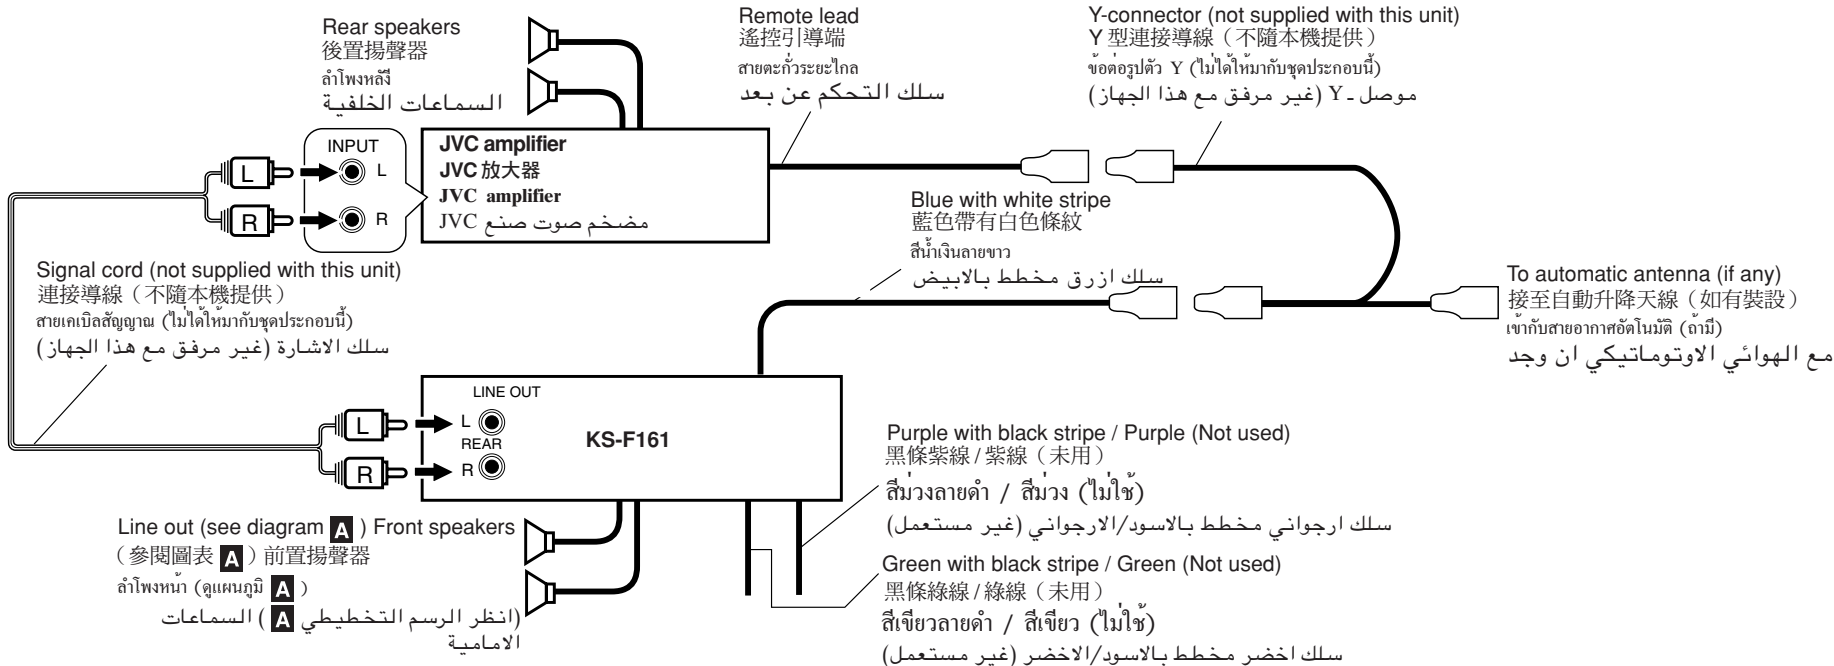 Rear speakers
後置揚聲器
ลำโพงหลัง
السماعات الخلفية
Remote lead
遙控引導端
สายตะกั่วระยะไกล
سلك التحكم عن بعد
Y-connector (not supplied with this unit)
Y 型連接導線（不隨本機提供）
ข้อต่อรูปตัว Y (ไม่ได้ให้มากับชุดประกอบนี้)
موصل ـ Y (غير مرفق مع هذا الجهاز)
INPUT
L
L
R
R
JVC amplifier
JVC 放大器
JVC amplifier
مضخم صوت صنع JVC
Blue with white stripe
藍色帶有白色條紋
สีน้ำเงินลายขาว
سلك ازرق مخطط بالابيض
Signal cord (not supplied with this unit)
連接導線（不隨本機提供）
สายเคเบิลสัญญาณ (ไม่ได้ให้มากับชุดประกอบนี้)
سلك الاشارة (غير مرفق مع هذا الجهاز)
To automatic antenna (if any)
接至自動升降天線（如有裝設）
เข้ากับสายอากาศอัตโนมัติ (ถ้ามี)
مع الهوائي الاوتوماتيكي ان وجد
LINE OUT
L
L
REAR
R
R
KS-F161
Purple with black stripe / Purple (Not used)
黑條紫線 / 紫線（未用）
สีม่วงลายดำ / สีม่วง (ไม่ใช้)
سلك ارجواني مخطط بالاسود/الارجواني (غير مستعمل)
Line out (see diagram A ) Front speakers
（參閱圖表 A ）前置揚聲器
ลำโพงหน้า (ดูแผนภูมิ A )
(انظر الرسم التخطيطي A ) السماعات
الامامية
Green with black stripe / Green (Not used)
黑條綠線 / 綠線（未用）
สีเขียวลายดำ / สีเขียว (ไม่ใช้)
سلك اخضر مخطط بالاسود/الاخضر (غير مستعمل)